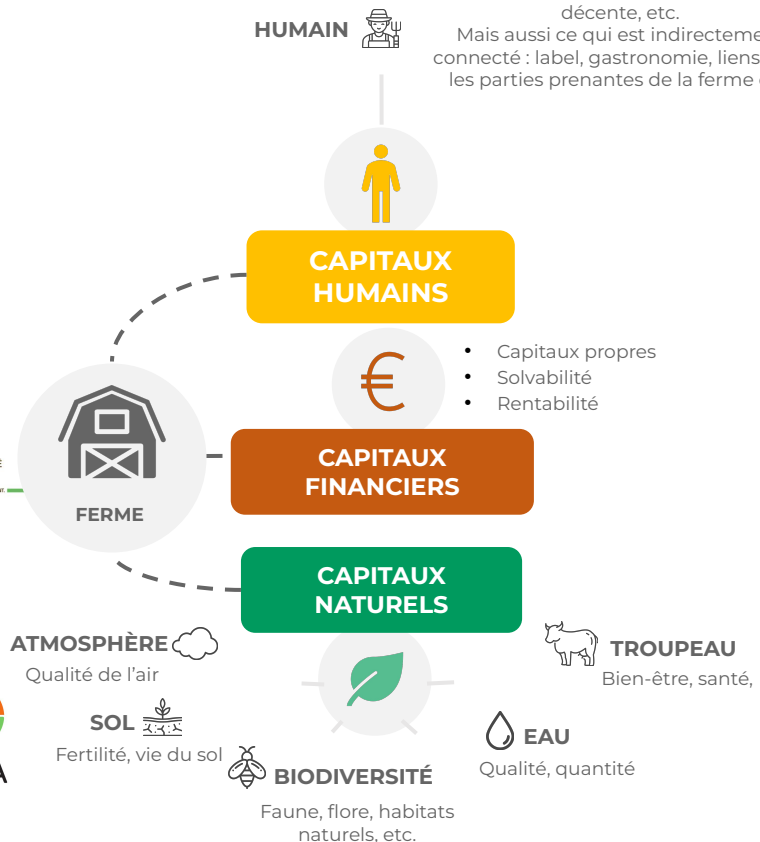 décente, etc.
HUMAIN
Mais aussi ce qui est indirecteme
connecté : label, gastronomie, liens
les parties prenantes de la ferme
CAPITAUX
HUMAINS
• Capitaux propres
• Solvabilité
• Rentabilité
CAPITAUX
FINANCIERS
FERME
CAPITAUX
NATURELS
ATMOSPHÈRE
Qualité de l'air
TROUPEAU
Bien-être, santé,
SOL
Fertilité, vie du sol
EAU
Qualité, quantité
BIODIVERSITÉ
Faune, flore, habitats
naturels, etc.